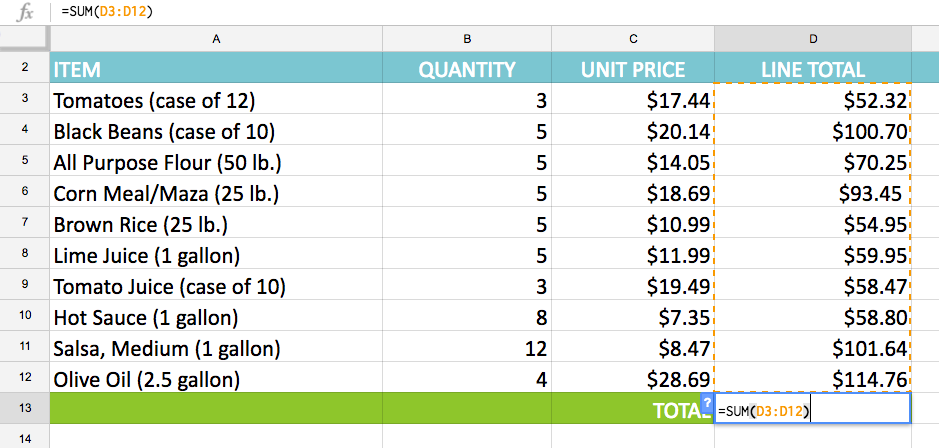 fx =SUM(D3:D12)
A B C D
2 ITEM QUANTITY UNIT PRICE LINE TOTAL
3 Tomatoes (case of 12) 3 $17.44 $52.32
4 Black Beans (case of 10) 5 $20.14 $100.70
5 All Purpose Flour (50 lb.) 5 $14.05 $70.25
6 Corn Meal/Maza (25 lb.) 5 $18.69 $93.45
7 Brown Rice (25 lb.) 5 $10.99 $54.95
8 Lime Juice (1 gallon) 5 $11.99 $59.95
9 Tomato Juice (case of 10) 3 $19.49 $58.47
10 Hot Sauce (1 gallon) 8 $7.35 $58.80
11 Salsa, Medium (1 gallon) 12 $8.47 $101.64
12 Olive Oil (2.5 gallon) 4 $28.69 $114.76
13 TOTAL ? =SUM(D3:D12)
14